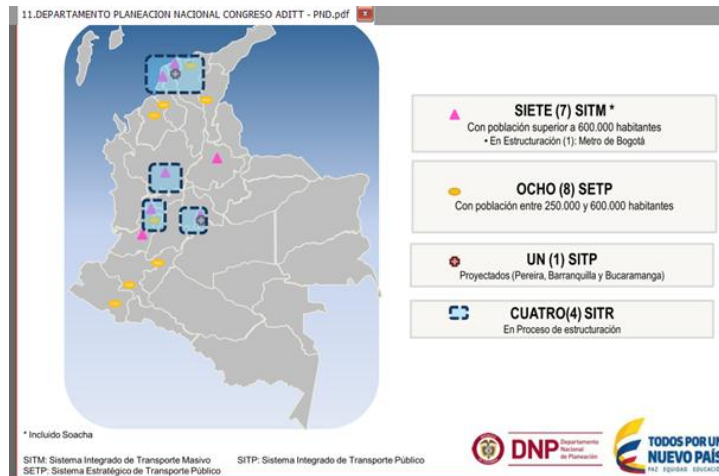 11.DEPARTAMENTO PLANEACION NACIONAL CONGRESO ADITT - PND.pdf
SIETE (7) SITM *
Con población superior a 600.000 habitantes
• En Estructuración (1): Metro de Bogotá
OCHO (8) SETP
Con población entre 250.000 y 600.000 habitantes
UN (1) SITP
Proyectados (Pereira, Barranquilla y Bucaramanga)
CUATRO(4) SITR
En Proceso de estructuración
* Incluido Soacha
SITM: Sistema Integrado de Transporte Masivo SITP: Sistema Integrado de Transporte Público
SETP: Sistema Estratégico de Transporte Público
DNP Departamento Nacional de Planeación
TODOS POR UN
NUEVO PAÍS
PAZ EQUIDAD EDUCACIÓN